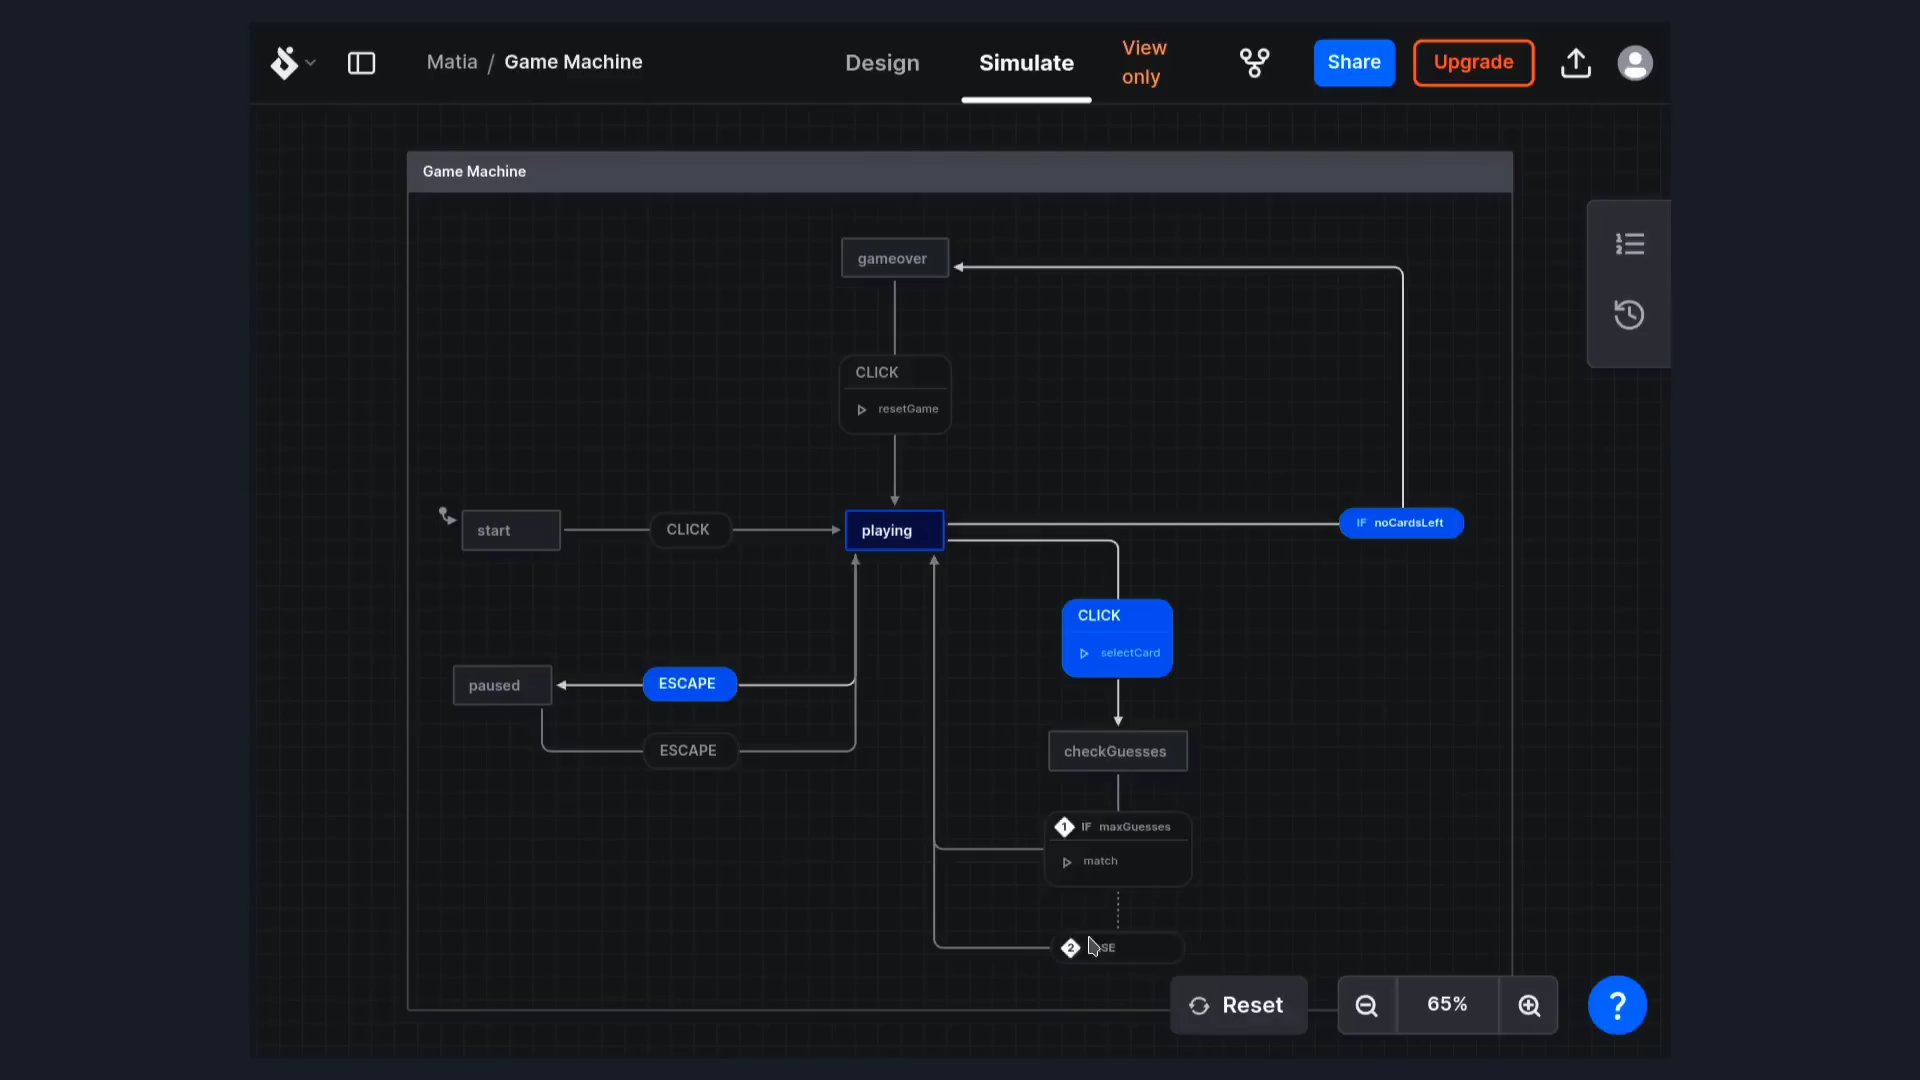 Matia / Game Machine
Design
Simulate
View only
Share
Upgrade
Game Machine
gameover
CLICK
resetGame
start
CLICK
playing
IF noCardsLeft
CLICK
selectCard
paused
ESCAPE
ESCAPE
checkGuesses
1 IF maxGuesses
match
2
Reset
65%
?